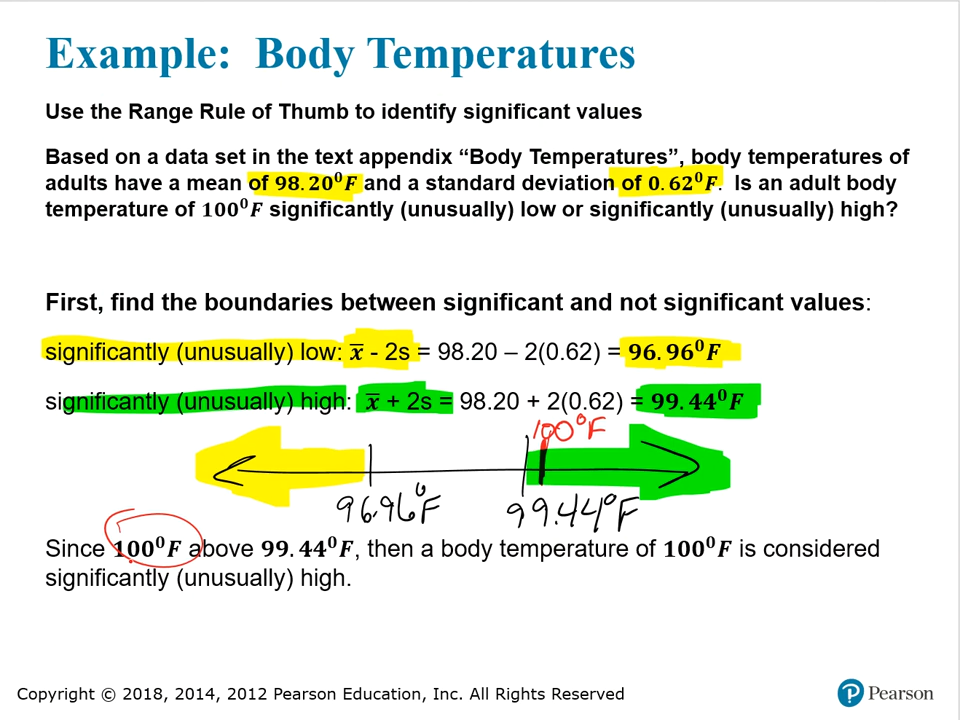 Example: Body Temperatures
Use the Range Rule of Thumb to identify significant values
Based on a data set in the text appendix “Body Temperatures”, body temperatures of
adults have a mean of 98.20⁰F and a standard deviation of 0.62⁰F. Is an adult body
temperature of 100⁰F significantly (unusually) low or significantly (unusually) high?
First, find the boundaries between significant and not significant values:
significantly (unusually) low: x̅ - 2s = 98.20 – 2(0.62) = 96.96⁰F
significantly (unusually) high: x̅ + 2s = 98.20 + 2(0.62) = 99.44⁰F
100⁰F
96.96⁰F 99.44⁰F
Since 100⁰F above 99.44⁰F, then a body temperature of 100⁰F is considered
significantly (unusually) high.
Copyright © 2018, 2014, 2012 Pearson Education, Inc. All Rights Reserved
P Pearson